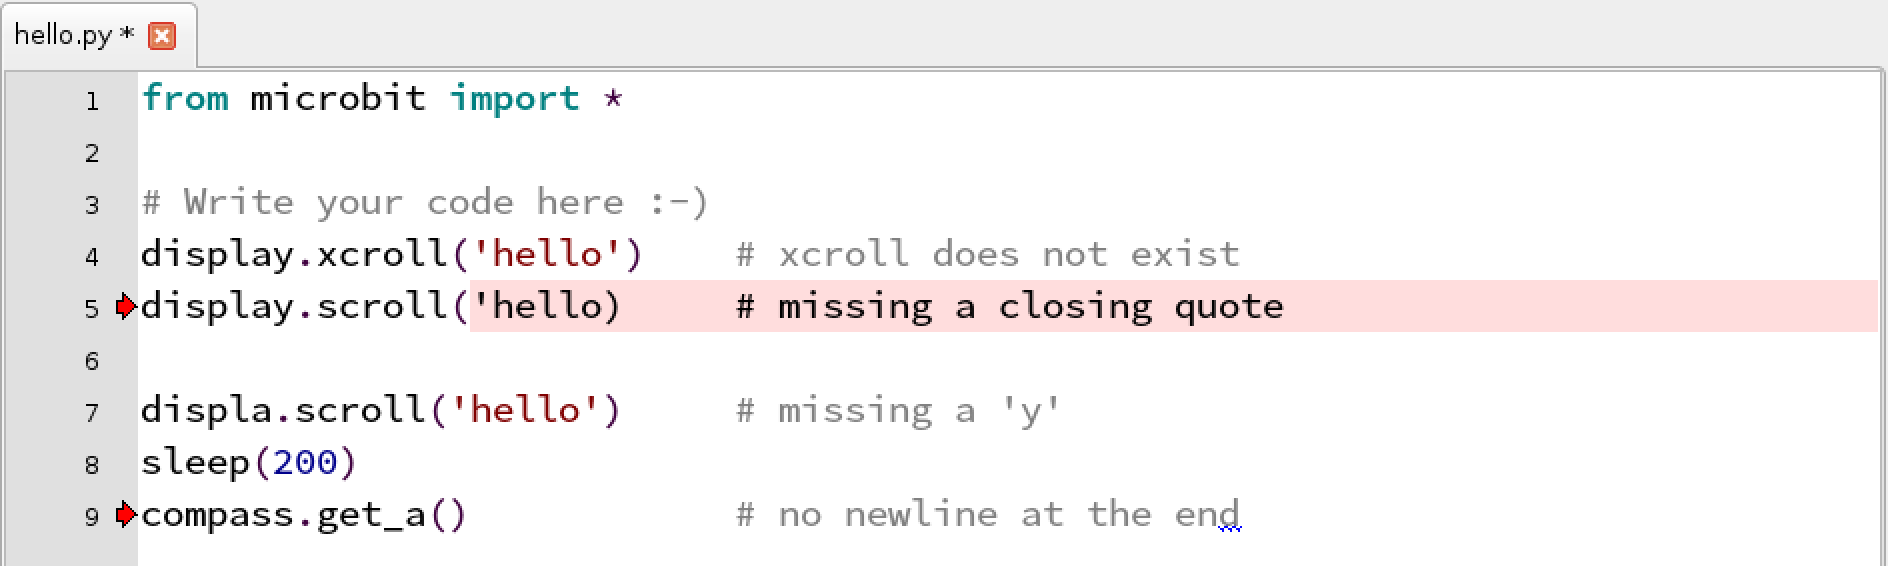 hello.py *
1 from microbit import *
2
3 # Write your code here :-)
4 display.xcroll('hello')    # xcroll does not exist
5 display.scroll('hello)     # missing a closing quote
6
7 displa.scroll('hello')     # missing a 'y'
8 sleep(200)
9 compass.get_a()            # no newline at the end